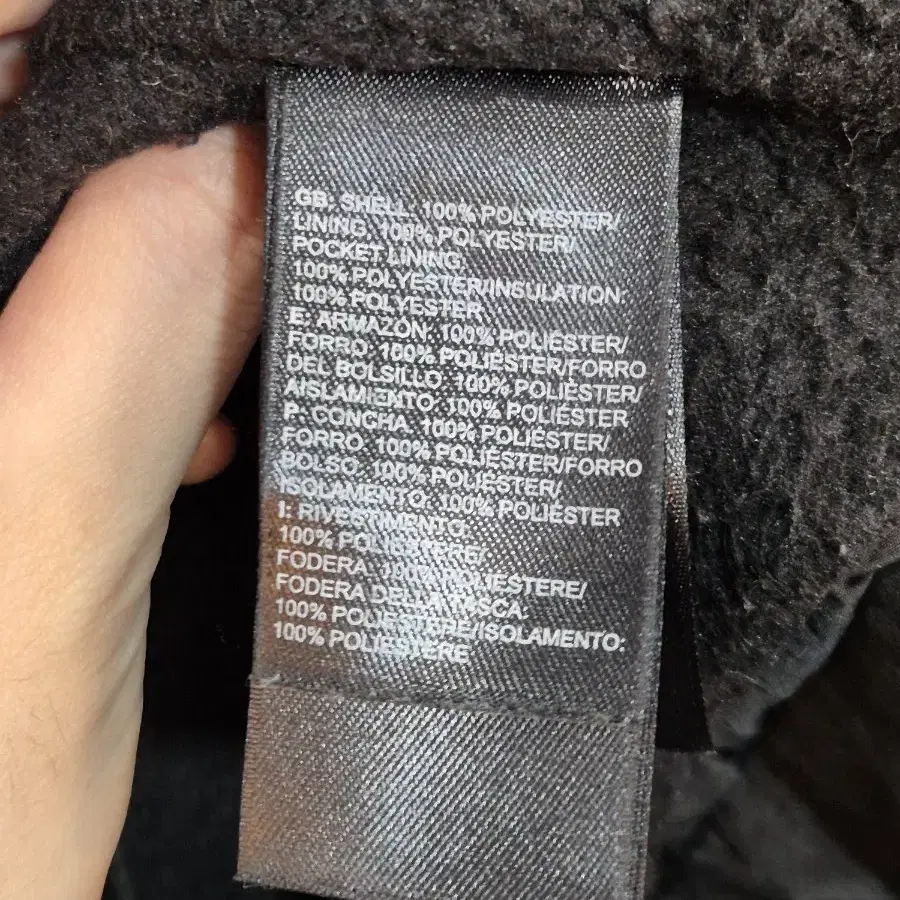 GB: SHELL: 100% POLYESTER/
LINING: 100% POLYESTER/
POCKET LINING:
100% POLYESTER/INSULATION:
100% POLYESTER
E: ARMAZÓN: 100% POLIÉSTER/
FORRO: 100% POLIÉSTER/FORRO
DEL BOLSILLO: 100% POLIÉSTER/
AISLAMIENTO: 100% POLIÉSTER
P: CONCHA: 100% POLIÉSTER/
FORRO: 100% POLIÉSTER/FORRO
BOLSO: 100% POLIÉSTER/
ISOLAMENTO: 100% POLIÉSTER
I: RIVESTIMENTO:
100% POLIESTERE/
FODERA: 100% POLIESTERE/
FODERA DELLA TASCA:
100% POLIESTERE/ISOLAMENTO:
100% POLIESTERE